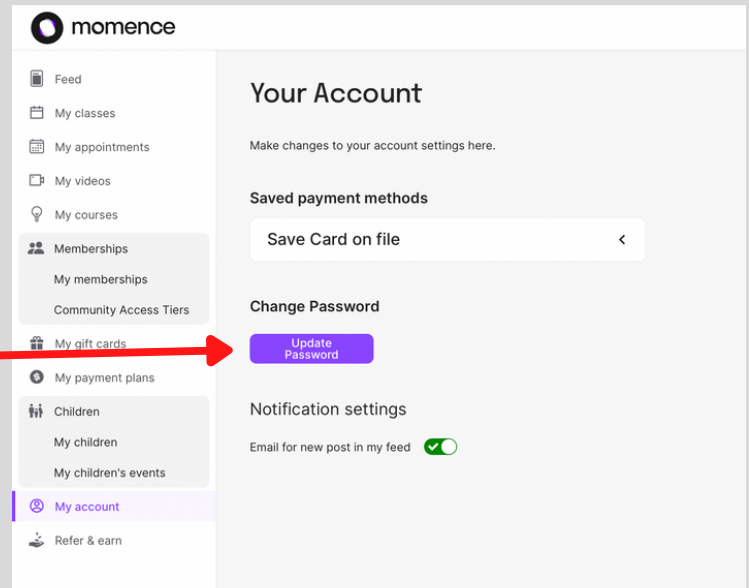 momence
Feed
My classes
My appointments
My videos
My courses
Memberships
My memberships
Community Access Tiers
My gift cards
My payment plans
Children
My children
My children's events
My account
Refer & earn
Your Account
Make changes to your account settings here.
Saved payment methods
Save Card on file
Change Password
Update
Password
Notification settings
Email for new post in my feed